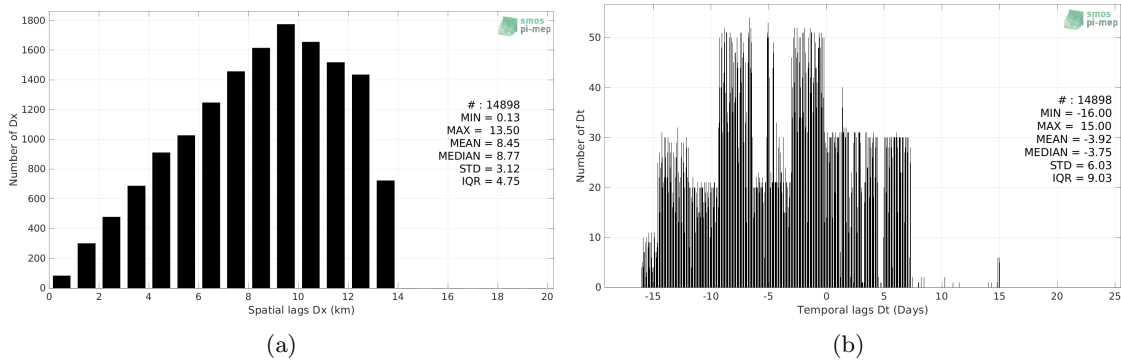 smos
pi-mep
Number of Dx
1800
1600
1400
1200
1000
800
600
400
200
0
# : 14898
MIN = 0.13
MAX = 13.50
MEAN = 8.45
MEDIAN = 8.77
STD = 3.12
IQR = 4.75
0 2 4 6 8 10 12 14 16 18 20
Spatial lags Dx (km)
(a)
smos
pi-mep
Number of Dt
50
40
30
20
10
0
# : 14898
MIN = -16.00
MAX = 15.00
MEAN = -3.92
MEDIAN = -3.75
STD = 6.03
IQR = 9.03
-15 -10 -5 0 5 10 15 20 25
Temporal lags Dt (Days)
(b)